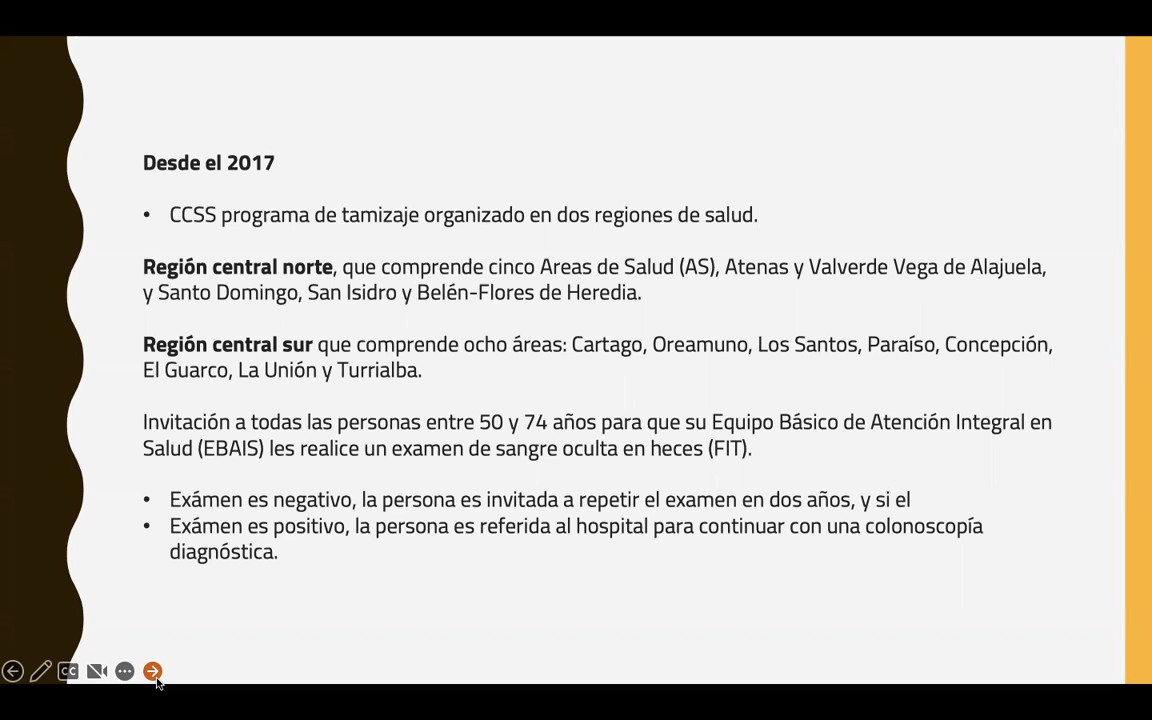 Desde el 2017
• CCSS programa de tamizaje organizado en dos regiones de salud.
Región central norte, que comprende cinco Areas de Salud (AS), Atenas y Valverde Vega de Alajuela,
y Santo Domingo, San Isidro y Belén-Flores de Heredia.
Región central sur que comprende ocho áreas: Cartago, Oreamuno, Los Santos, Paraíso, Concepción,
El Guarco, La Unión y Turrialba.
Invitación a todas las personas entre 50 y 74 años para que su Equipo Básico de Atención Integral en
Salud (EBAIS) les realice un examen de sangre oculta en heces (FIT).
• Exámen es negativo, la persona es invitada a repetir el examen en dos años, y si el
• Exámen es positivo, la persona es referida al hospital para continuar con una colonoscopía
diagnóstica.
CC